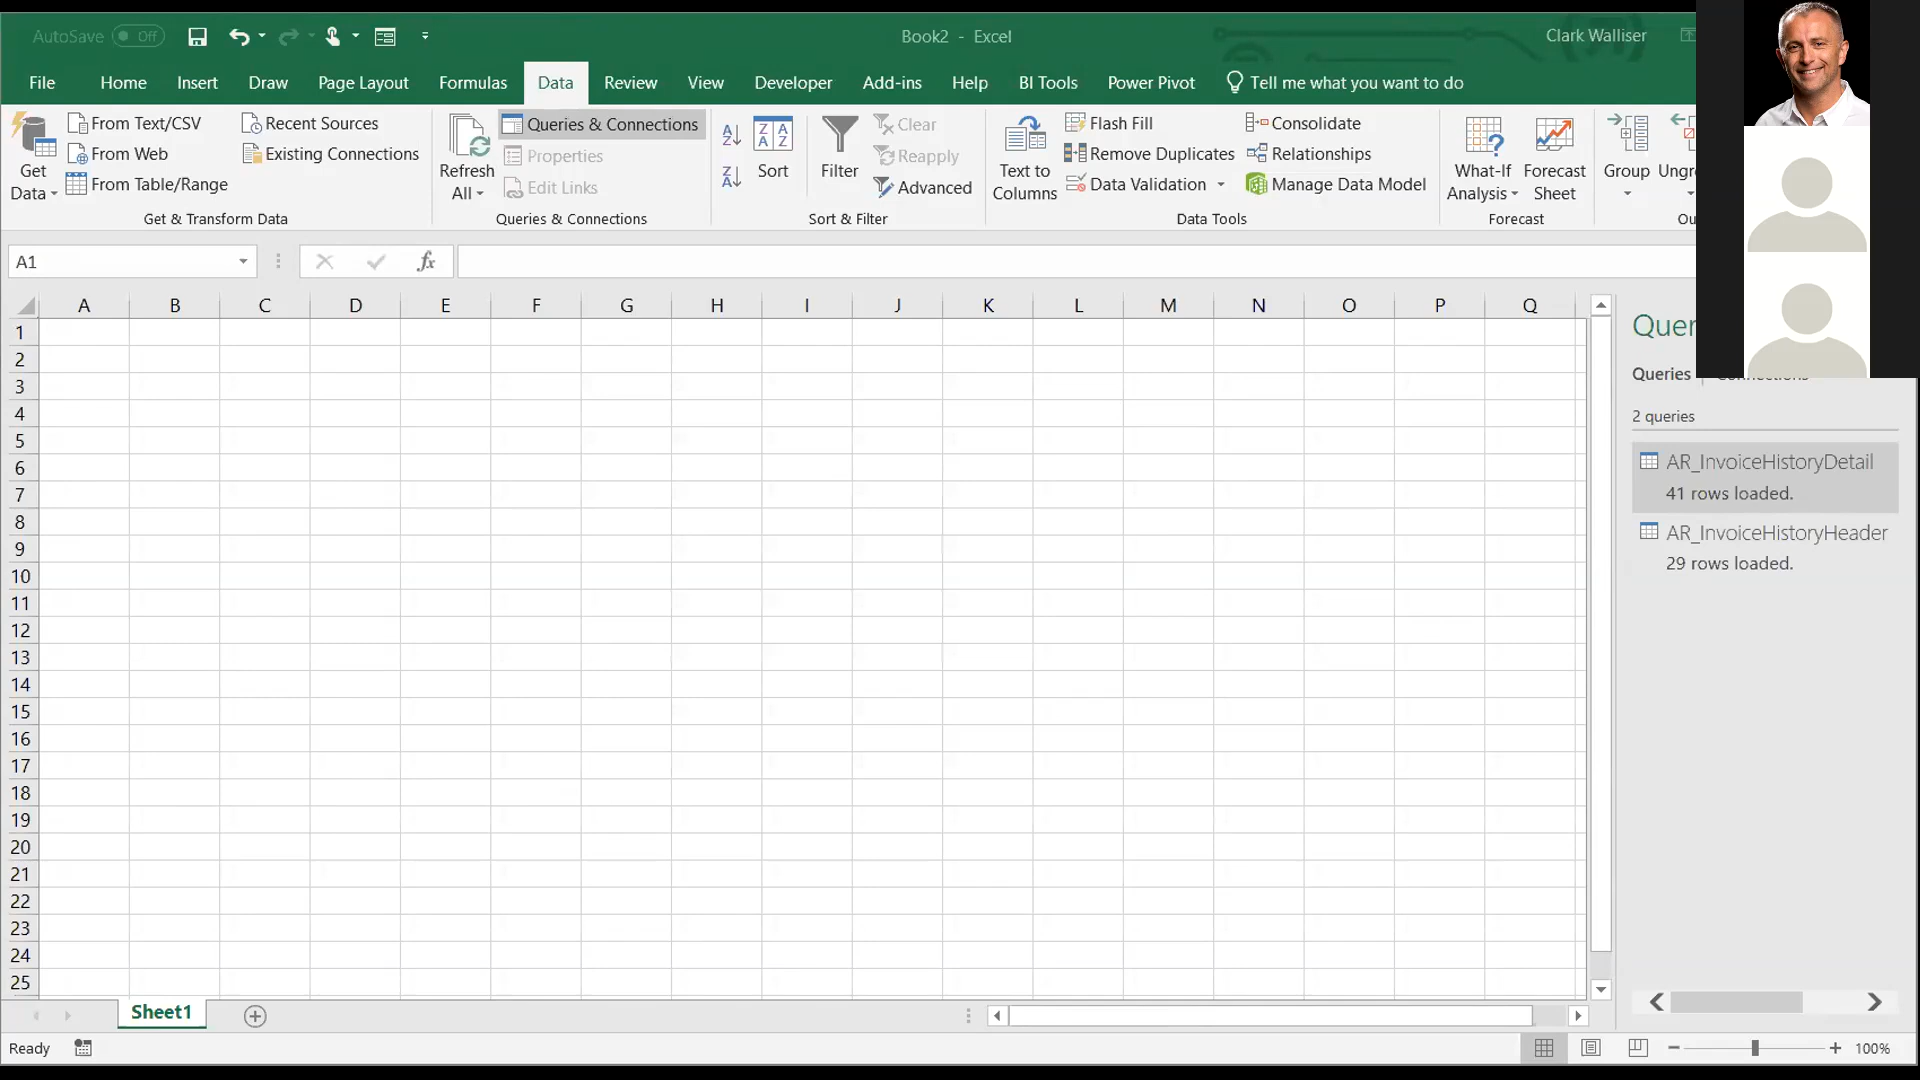 AutoSave Off
Book2 - Excel
Clark Walliser
File Home Insert Draw Page Layout Formulas Data Review View Developer Add-ins Help BI Tools Power Pivot Tell me what you want to do
Get Data
From Text/CSV
From Web
From Table/Range
Recent Sources
Existing Connections
Get & Transform Data
Refresh All
Queries & Connections
Properties
Edit Links
Queries & Connections
A Z
Z A
Z A A Z
Sort
Filter
Clear
Reapply
Advanced
Sort & Filter
Text to Columns
Flash Fill
Remove Duplicates
Data Validation
Consolidate
Relationships
Manage Data Model
Data Tools
What-If Analysis
Forecast Sheet
Forecast
Group
Ungr
Ou
A1
fx
A B C D E F G H I J K L M N O P Q
1
2
3
4
5
6
7
8
9
10
11
12
13
14
15
16
17
18
19
20
21
22
23
24
25
Quer
Queries
2 queries
AR_InvoiceHistoryDetail
41 rows loaded.
AR_InvoiceHistoryHeader
29 rows loaded.
Sheet1
Ready
100%